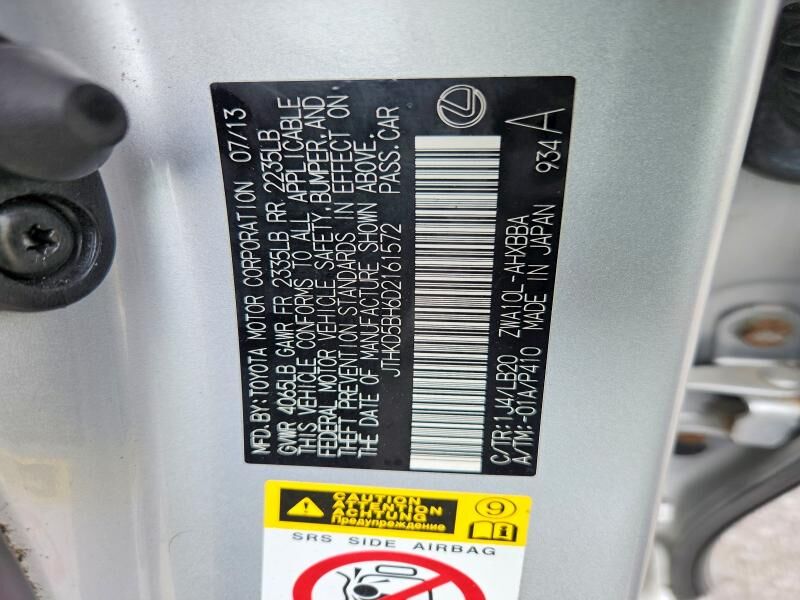 MFD.BY:TOYOTA MOTOR CORPORATION 07/13
GVWR 4065LB GAWR FR 2335LB RR 2235LB
THIS VEHICLE CONFORMS TO ALL APPLICABLE
FEDERAL MOTOR VEHICLE SAFETY,BUMPER,AND
THEFT PREVENTION STANDARDS IN EFFECT ON
THE DATE OF MANUFACTURE SHOWN ABOVE.
JTHKD5BH6D2161572 PASS.CAR
C/TR:1J4/LB20 ZWA10L-AHXBBA
A/TM:-01A/P410 MADE IN JAPAN 934 A
CAUTION
ATTENTION
ACHTUNG
Предупреждение
9
SRS SIDE AIRBAG